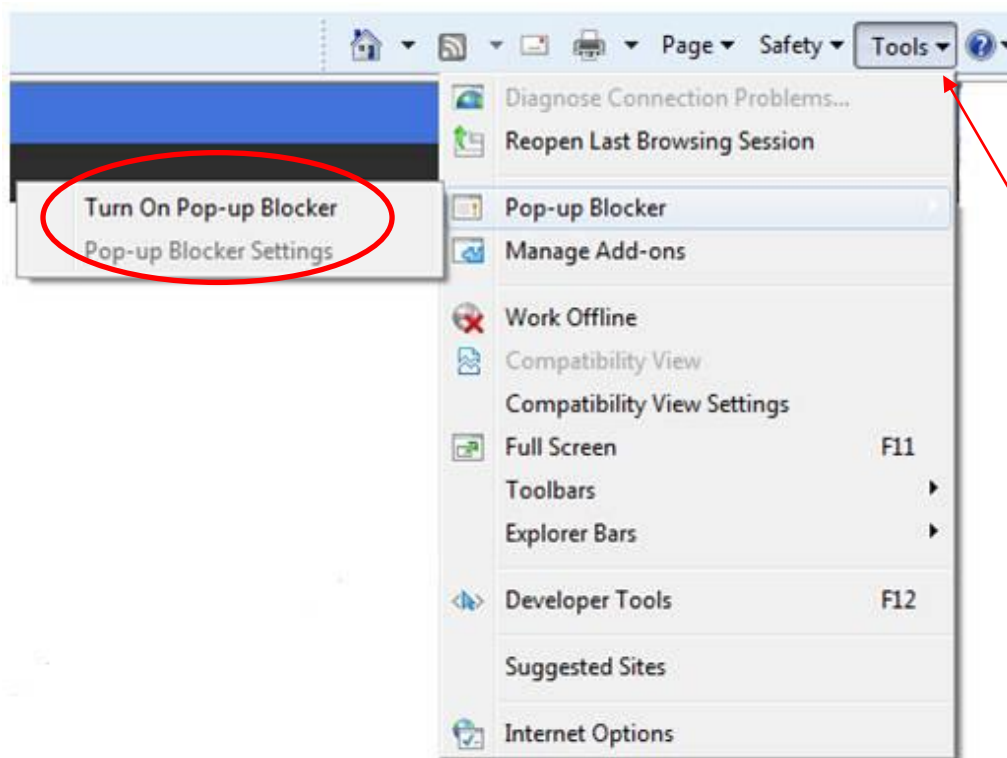 Page Safety Tools
Diagnose Connection Problems...
Reopen Last Browsing Session
Pop-up Blocker
Turn On Pop-up Blocker
Pop-up Blocker Settings
Manage Add-ons
Work Offline
Compatibility View
Compatibility View Settings
Full Screen F11
Toolbars
Explorer Bars
Developer Tools F12
Suggested Sites
Internet Options